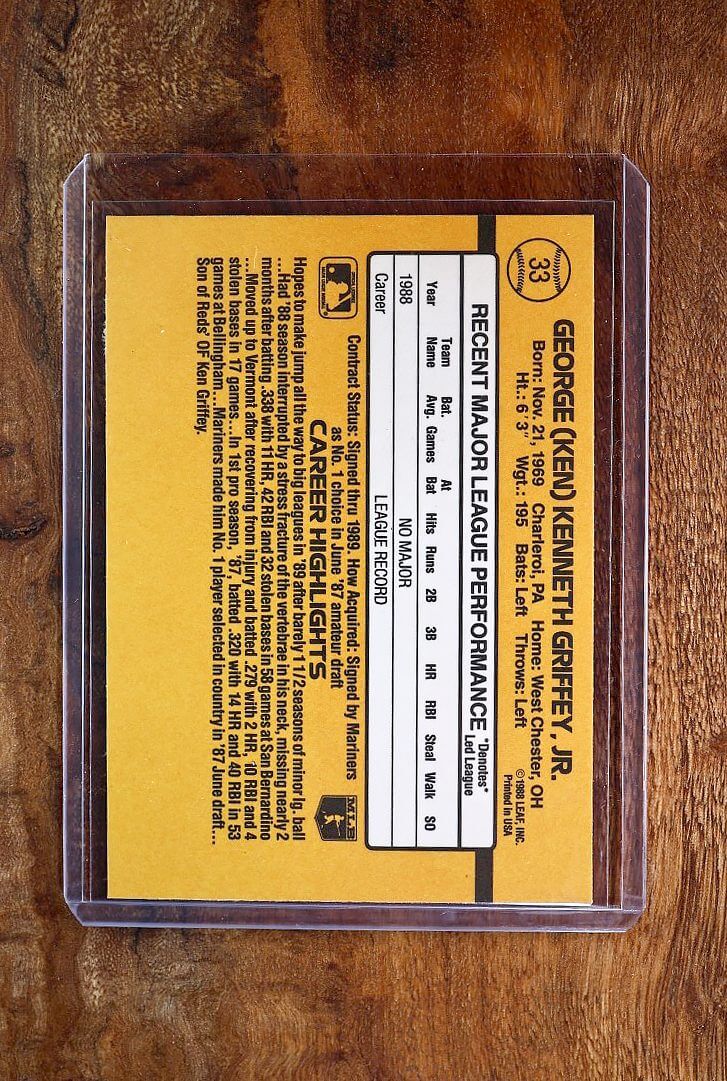 33
GEORGE (KEN) KENNETH GRIFFEY, JR.
Born: Nov. 21, 1969 Charleroi, PA Home: West Chester, OH
Ht.: 6'3" Wgt.: 195 Bats: Left Throws: Left
©1988 LEAF, INC.
Printed in USA
RECENT MAJOR LEAGUE PERFORMANCE
*Denotes*
Led League
Year Team Name Bat. Avg. Games At Bat Hits Runs 2B 3B HR RBI Steal Walk SO
1988 NO MAJOR
Career LEAGUE RECORD
Contract Status: Signed thru 1989. How Acquired: Signed by Mariners
as No. 1 choice in June '87 amateur draft
MLB
CAREER HIGHLIGHTS
Hopes to make jump all the way to big leagues in '89 after barely 1 1/2 seasons of minor lg. ball
...Had '88 season interrupted by a stress fracture of the vertebrae in his neck, missing nearly 2
months after batting .338 with 11 HR, 42 RBI and 32 stolen bases in 58 games at San Bernardino
...Moved up to Vermont after recovering from injury and batted .279 with 2 HR, 10 RBI and 4
stolen bases in 17 games...In 1st pro season, '87, batted .320 with 14 HR and 40 RBI in 53
games at Bellingham...Mariners made him No. 1 player selected in country in '87 June draft...
Son of Reds' OF Ken Griffey.